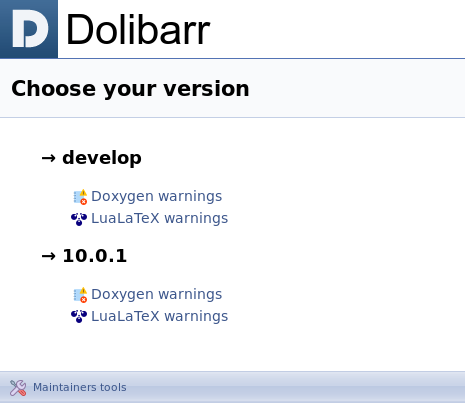 Dolibarr
Choose your version
→ develop
Doxygen warnings
LuaLaTeX warnings
→ 10.0.1
Doxygen warnings
LuaLaTeX warnings
Maintainers tools